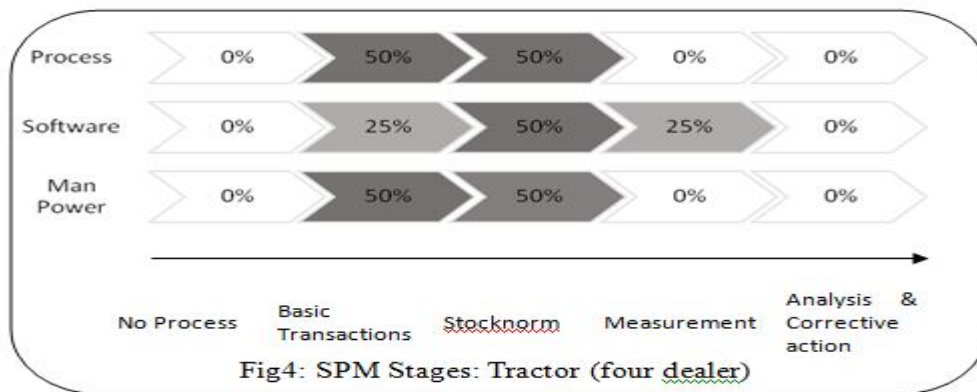 Process 0% 50% 50% 0% 0%
Software 0% 25% 50% 25% 0%
Man
Power 0% 50% 50% 0% 0%
No Process Basic
Transactions Stocknorm Measurement Analysis &
Corrective
action
Fig4: SPM Stages: Tractor (four dealer)